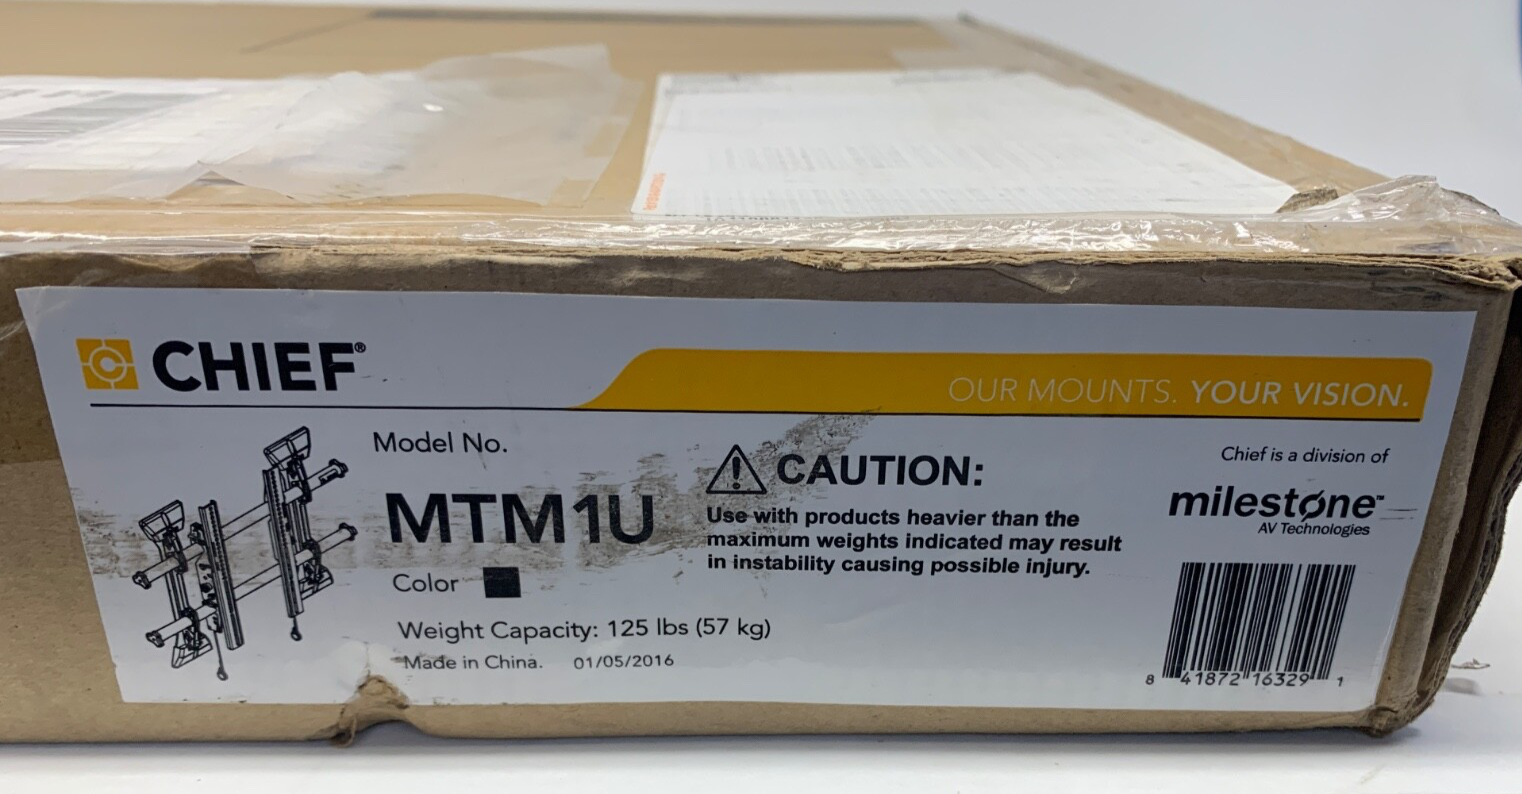 CHIEF®
OUR MOUNTS. YOUR VISION.
Model No.
MTM1U
Color
Weight Capacity: 125 lbs (57 kg)
Made in China. 01/05/2016
CAUTION:
Use with products heavier than the
maximum weights indicated may result
in instability causing possible injury.
Chief is a division of
milestøne™
AV Technologies
8 41872 16329 1